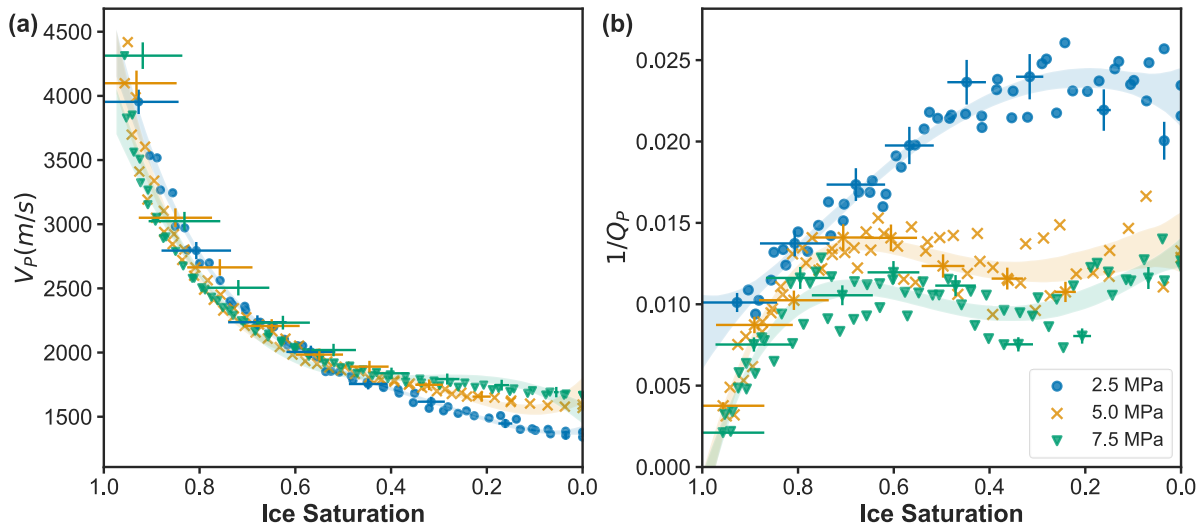 (a)
4500
4000
3500
3000
2500
2000
1500
V_P(m/s)
1.0 0.8 0.6 0.4 0.2 0.0
Ice Saturation
(b)
0.025
0.020
0.015
0.010
0.005
0.000
1/Q_P
2.5 MPa
5.0 MPa
7.5 MPa
1.0 0.8 0.6 0.4 0.2 0.0
Ice Saturation